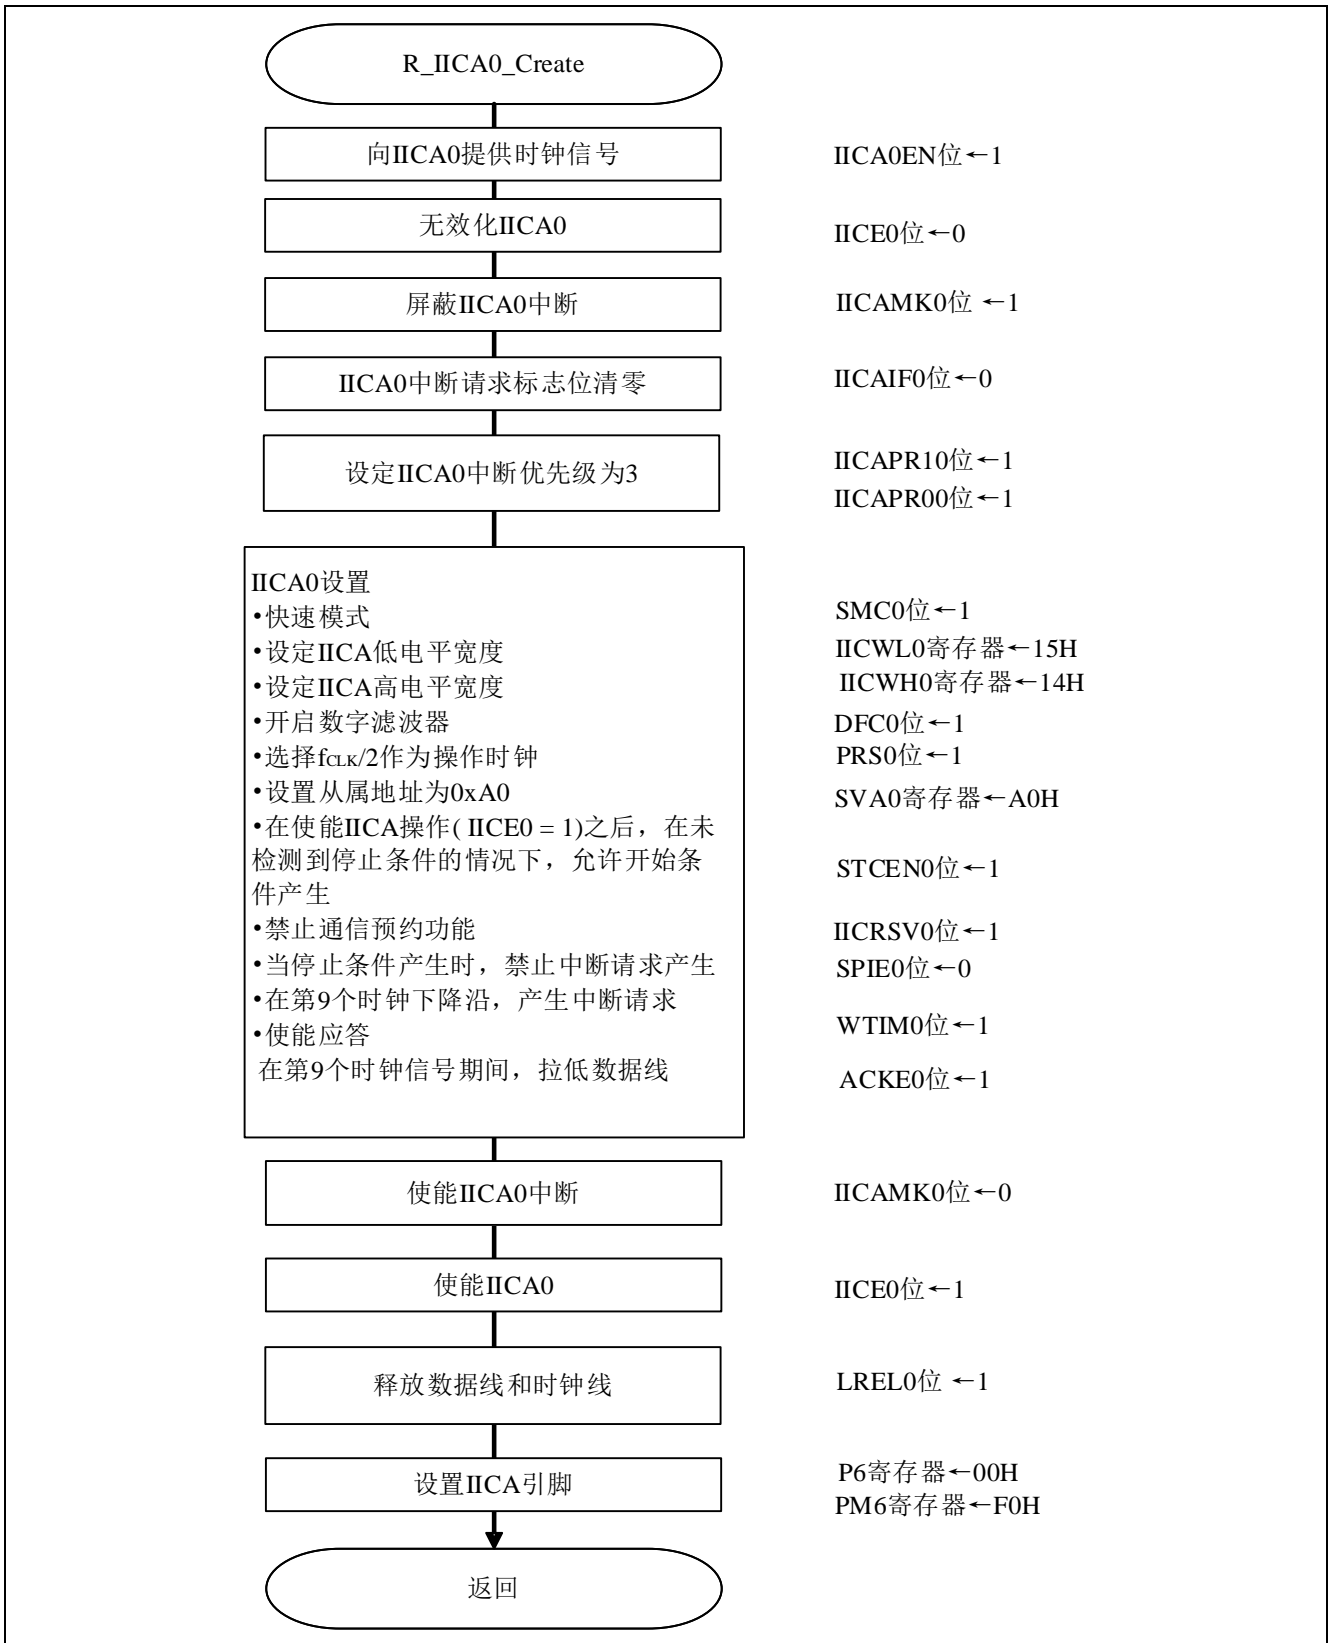 R_IICA0_Create
向IICA0提供时钟信号
IICA0EN位←1
无效化IICA0
IICE0位←0
屏蔽IICA0中断
IICAMK0位 ←1
IICA0中断请求标志位清零
IICAIF0位←0
设定IICA0中断优先级为3
IICAPR10位←1
IICAPR00位←1
IICA0设置
•快速模式
SMC0位←1
•设定IICA低电平宽度
IICWL0寄存器←15H
•设定IICA高电平宽度
IICWH0寄存器←14H
•开启数字滤波器
DFC0位←1
•选择fCLK/2作为操作时钟
PRS0位←1
•设置从属地址为0xA0
SVA0寄存器←A0H
•在使能IICA操作( IICE0 = 1)之后，在未
检测到停止条件的情况下，允许开始条
件产生
STCEN0位←1
•禁止通信预约功能
IICRSV0位←1
•当停止条件产生时，禁止中断请求产生
SPIE0位←0
•在第9个时钟下降沿，产生中断请求
WTIM0位←1
•使能应答
在第9个时钟信号期间，拉低数据线
ACKE0位←1
使能IICA0中断
IICAMK0位←0
使能IICA0
IICE0位←1
释放数据线和时钟线
LREL0位 ←1
设置IICA引脚
P6寄存器←00H
PM6寄存器←F0H
返回